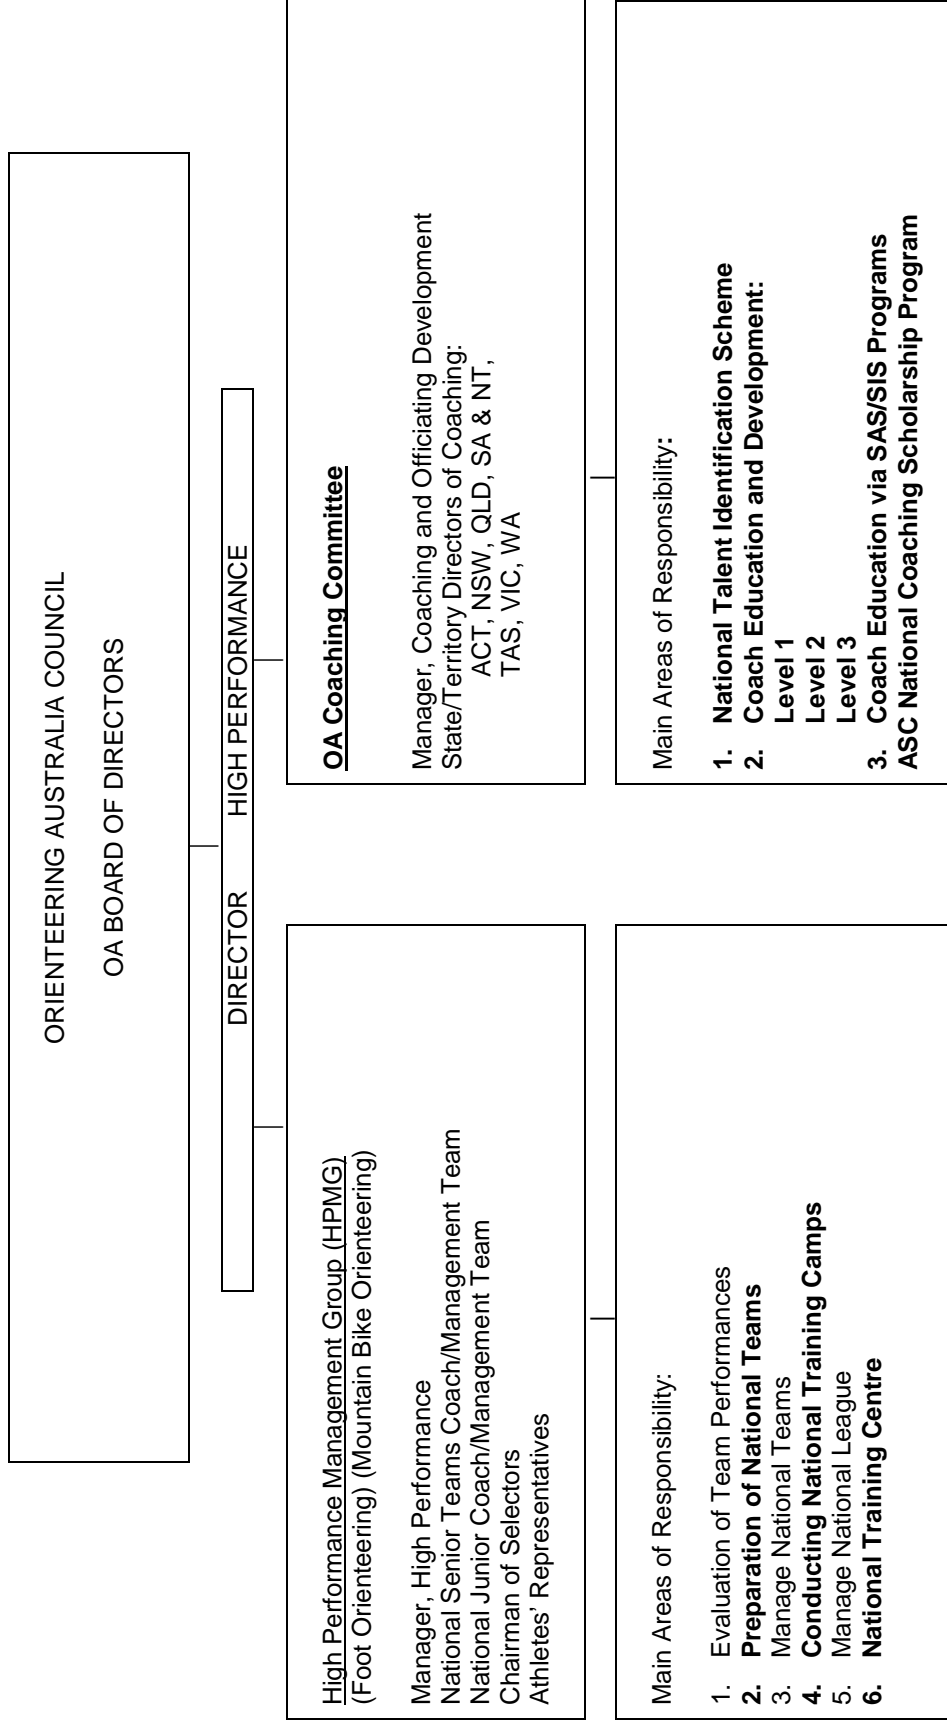 ORIENTEERING AUSTRALIA COUNCIL
OA BOARD OF DIRECTORS
DIRECTOR HIGH PERFORMANCE
High Performance Management Group (HPMG)
(Foot Orienteering) (Mountain Bike Orienteering)
Manager, High Performance
National Senior Teams Coach/Management Team
National Junior Coach/Management Team
Chairman of Selectors
Athletes’ Representatives
Main Areas of Responsibility:
1. Evaluation of Team Performances
2. Preparation of National Teams
3. Manage National Teams
4. Conducting National Training Camps
5. Manage National League
6. National Training Centre
OA Coaching Committee
Manager, Coaching and Officiating Development
State/Territory Directors of Coaching:
ACT, NSW, QLD, SA & NT,
TAS, VIC, WA
Main Areas of Responsibility:
1. National Talent Identification Scheme
2. Coach Education and Development:
Level 1
Level 2
Level 3
3. Coach Education via SAS/SIS Programs
ASC National Coaching Scholarship Program